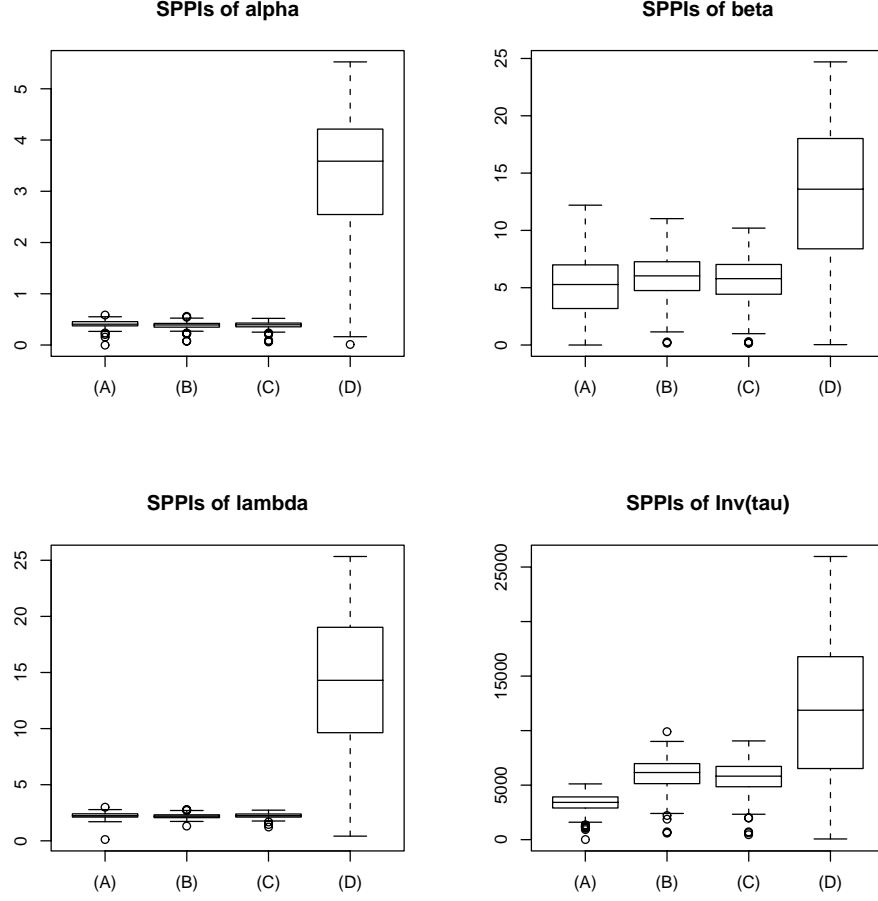 SPPIs of alpha
5
4
3
2
1
0
(A) (B) (C) (D)
SPPIs of beta
25
20
15
10
5
0
(A) (B) (C) (D)
SPPIs of lambda
25
20
15
10
5
0
(A) (B) (C) (D)
SPPIs of Inv(tau)
25000
15000
5000
0
(A) (B) (C) (D)